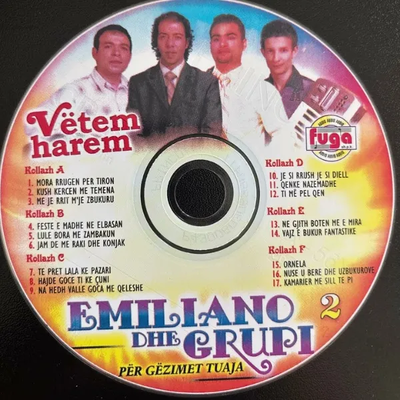 Vëtem
harem
fuga
Kollazh A
1. MORA RRUGEN PER TIRON
2. KUSH KERCEN ME TEMENA
3. ME JE RRIT M'JE ZBUKURU
Kollazh B
4. FESTE E MADHE NE ELBASAN
5. LULE BORA ME ZAMBAKUN
6. JAM DE ME RAKI DHE KONJAK
Kollazh C
7. TE PRET LALA KE PAZARI
8. HAJDE GOCE TI KE ÇUNI
9. NA HEDH VALLE GOCA ME QELESHE
Kollazh D
10. JE SI RRUSH JE SI DIELL
11. QENKE NAZEMADHE
12. TI MË PEL QEN
Kollazh E
13. NE GJITH BOTEN ME E MIRA
14. VAJZ E BUKUR FANTASTIKE
Kollazh F
15. ORNELA
16. NUSE U BERE DHE UZBUKUROVE
17. KAMARIER ME SILL TE PI
EMILIANO
DHE GRUPI 2
PËR GËZIMET TUAJA